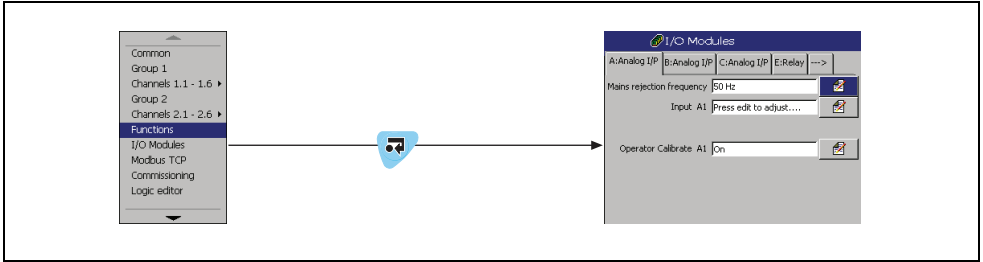 Common
Group 1
Channels 1.1 - 1.6
Group 2
Channels 2.1 - 2.6
Functions
I/O Modules
Modbus TCP
Commissioning
Logic editor
I/O Modules
A:Analog I/P B:Analog I/P C:Analog I/P E:Relay --->
Mains rejection frequency 50 Hz
Input A1 Press edit to adjust....
Operator Calibrate A1 On